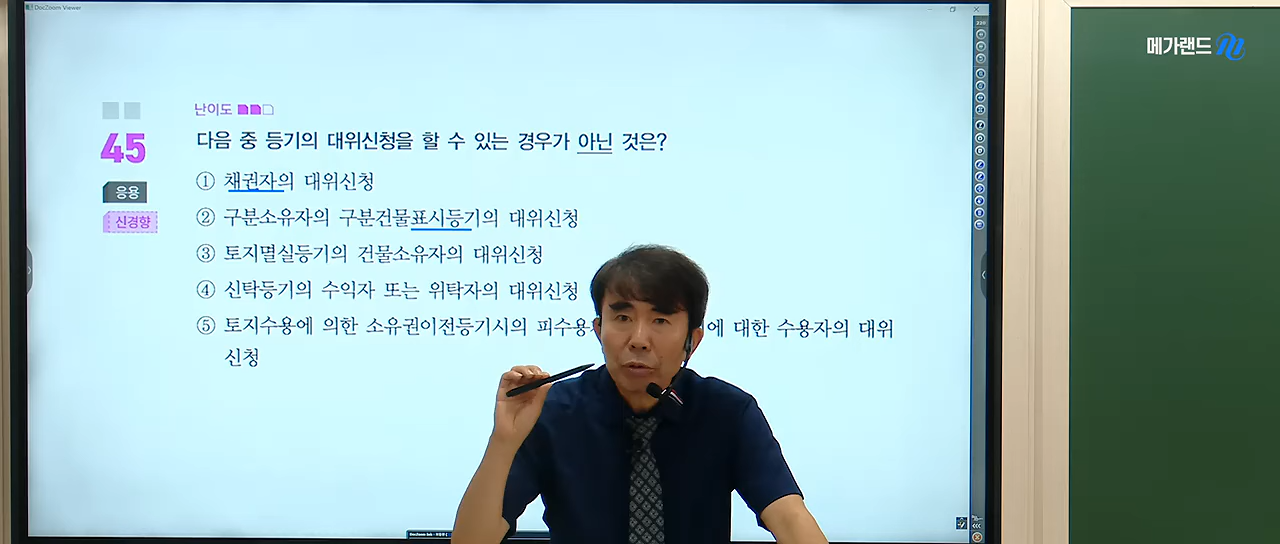 DocZoom Viewer
메가랜드
난이도
45
다음 중 등기의 대위신청을 할 수 있는 경우가 아닌 것은?
응용
신경향
① 채권자의 대위신청
② 구분소유자의 구분건물표시등기의 대위신청
③ 토지멸실등기의 건물소유자의 대위신청
④ 신탁등기의 수익자 또는 위탁자의 대위신청
⑤ 토지수용에 의한 소유권이전등기시의 피수용 에 대한 수용자의 대위
신청